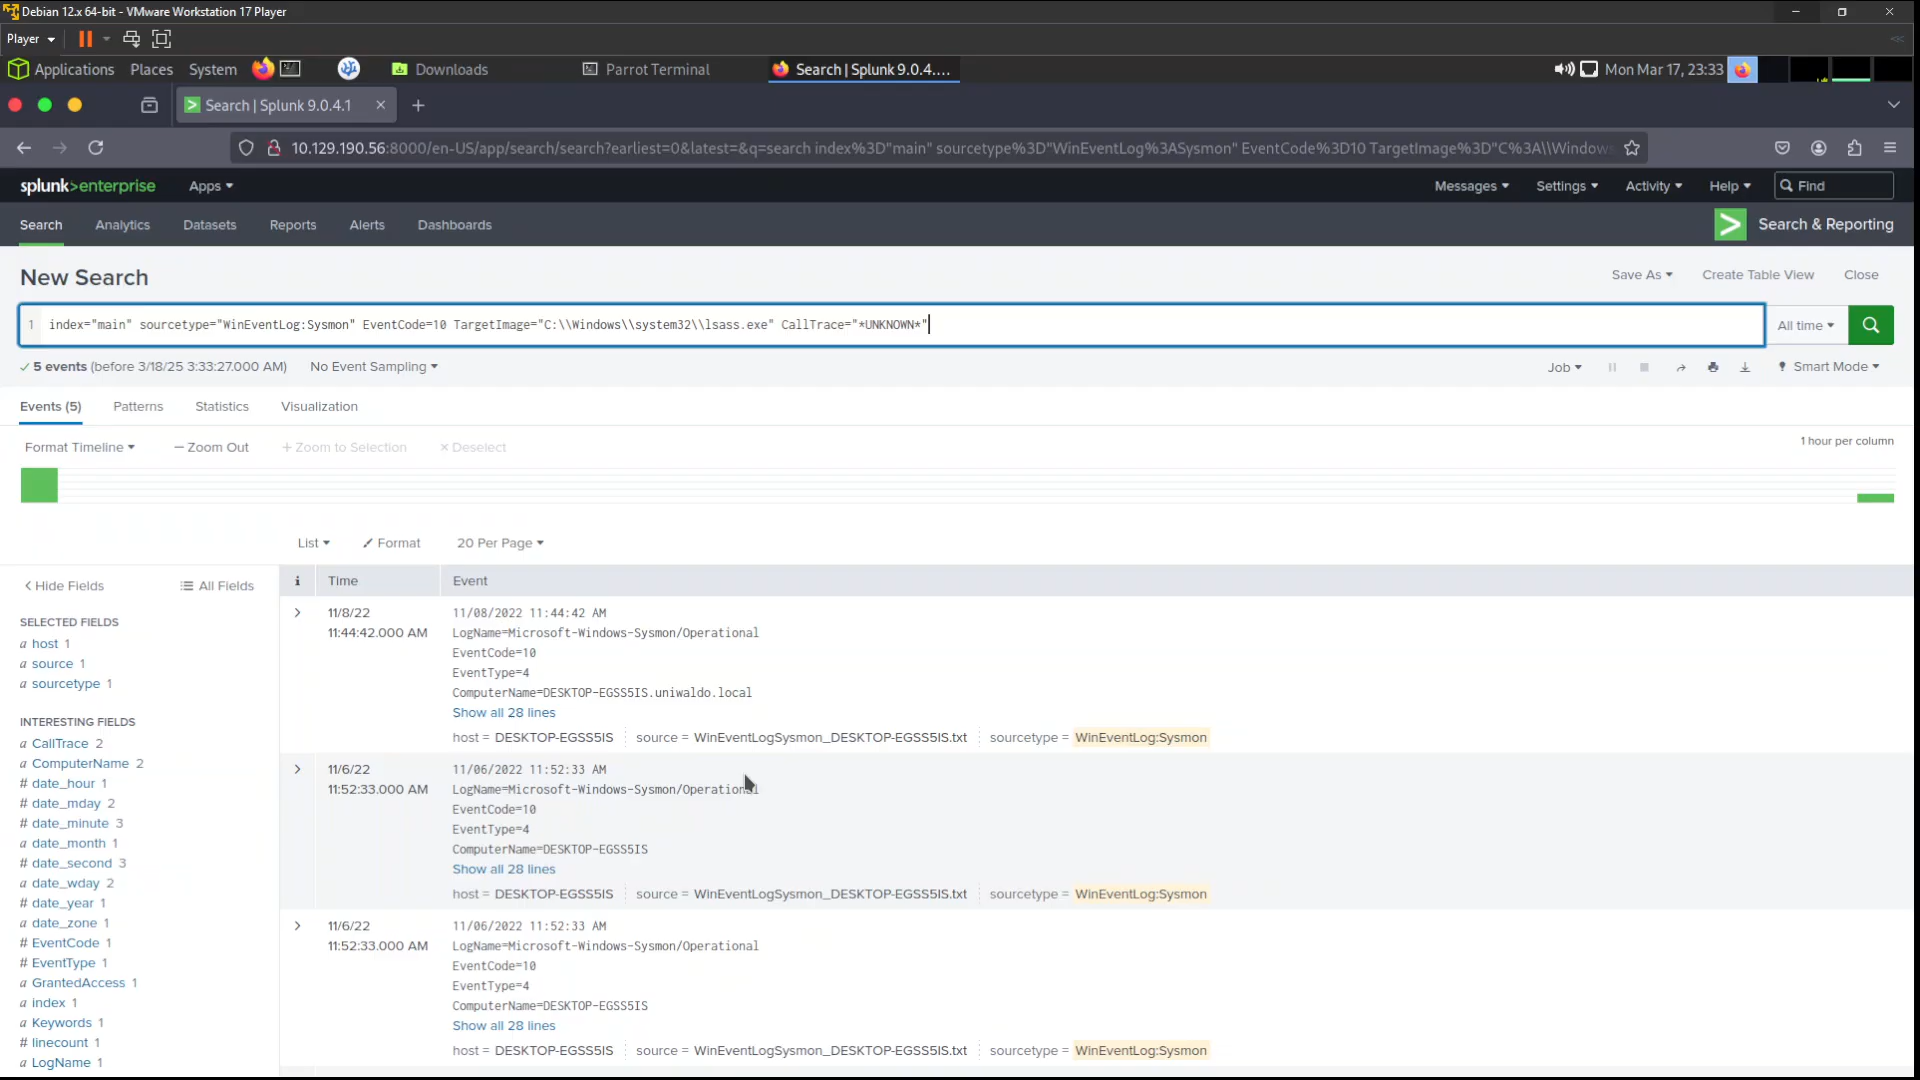 Debian 12.x 64-bit - VMware Workstation 17 Player
Player
Applications Places System Downloads Parrot Terminal Search | Splunk 9.0.4.... Mon Mar 17, 23:33
Search | Splunk 9.0.4.1
10.129.190.56:8000/en-US/app/search/search?earliest=0&latest=&q=search index%3D"main" sourcetype%3D"WinEventLog%3ASysmon" EventCode%3D10 TargetImage%3D"C%3A\\Windows
splunk>enterprise Apps Messages Settings Activity Help Find
Search Analytics Datasets Reports Alerts Dashboards Search & Reporting
New Search Save As Create Table View Close
1 index="main" sourcetype="WinEventLog:Sysmon" EventCode=10 TargetImage="C:\\Windows\\system32\\lsass.exe" CallTrace="*UNKNOWN*" All time
✓ 5 events (before 3/18/25 3:33:27.000 AM) No Event Sampling Job Smart Mode
Events (5) Patterns Statistics Visualization
Format Timeline — Zoom Out + Zoom to Selection × Deselect 1 hour per column
List Format 20 Per Page
< Hide Fields All Fields i Time Event
SELECTED FIELDS
a host 1
a source 1
a sourcetype 1
INTERESTING FIELDS
a CallTrace 2
a ComputerName 2
# date_hour 1
# date_mday 2
# date_minute 3
a date_month 1
# date_second 3
a date_wday 2
# date_year 1
a date_zone 1
# EventCode 1
# EventType 1
a GrantedAccess 1
a index 1
a Keywords 1
# linecount 1
a LogName 1
11/8/22
11:44:42.000 AM
11/08/2022 11:44:42 AM
LogName=Microsoft-Windows-Sysmon/Operational
EventCode=10
EventType=4
ComputerName=DESKTOP-EGSS5IS.uniwaldo.local
Show all 28 lines
host = DESKTOP-EGSS5IS source = WinEventLogSysmon_DESKTOP-EGSS5IS.txt sourcetype = WinEventLog:Sysmon
11/6/22
11:52:33.000 AM
11/06/2022 11:52:33 AM
LogName=Microsoft-Windows-Sysmon/Operational
EventCode=10
EventType=4
ComputerName=DESKTOP-EGSS5IS
Show all 28 lines
host = DESKTOP-EGSS5IS source = WinEventLogSysmon_DESKTOP-EGSS5IS.txt sourcetype = WinEventLog:Sysmon
11/6/22
11:52:33.000 AM
11/06/2022 11:52:33 AM
LogName=Microsoft-Windows-Sysmon/Operational
EventCode=10
EventType=4
ComputerName=DESKTOP-EGSS5IS
Show all 28 lines
host = DESKTOP-EGSS5IS source = WinEventLogSysmon_DESKTOP-EGSS5IS.txt sourcetype = WinEventLog:Sysmon